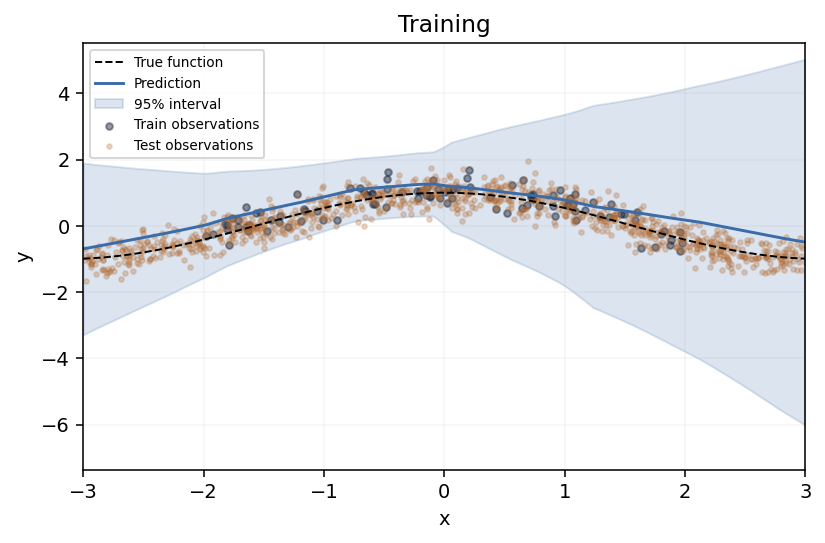 Training
True function
Prediction
95% interval
Train observations
Test observations
4
2
0
−2
−4
−6
y
−3
−2
−1
0
1
2
3
x